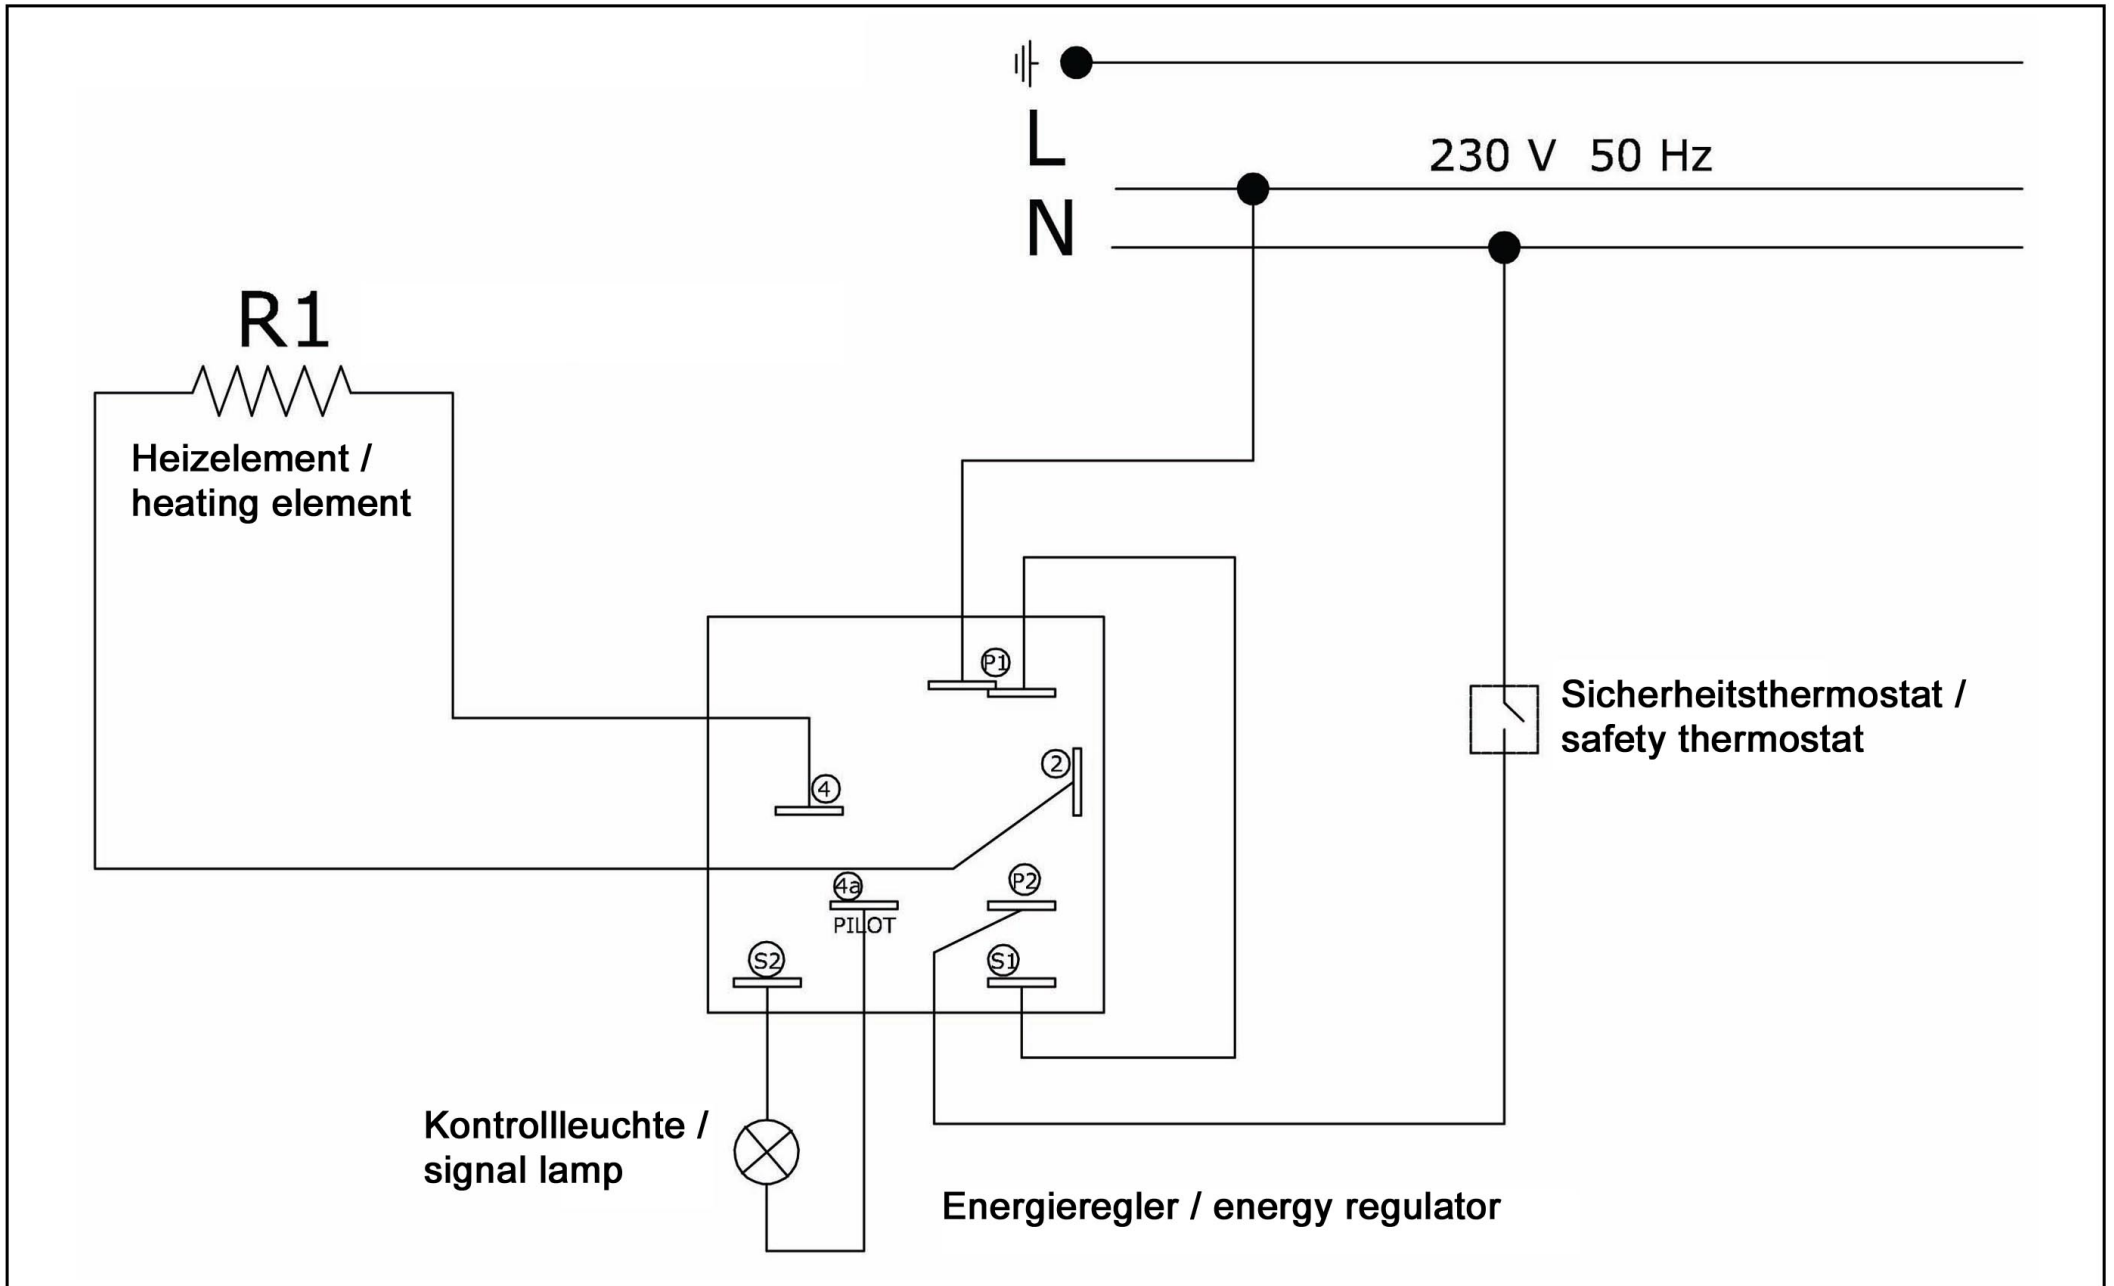 L
230 V 50 Hz
N
R1
Heizelement /
heating element
P1
Sicherheitsthermostat /
safety thermostat
2
4
4a
P2
PILOT
S2
S1
Kontrollleuchte /
signal lamp
Energieregler / energy regulator